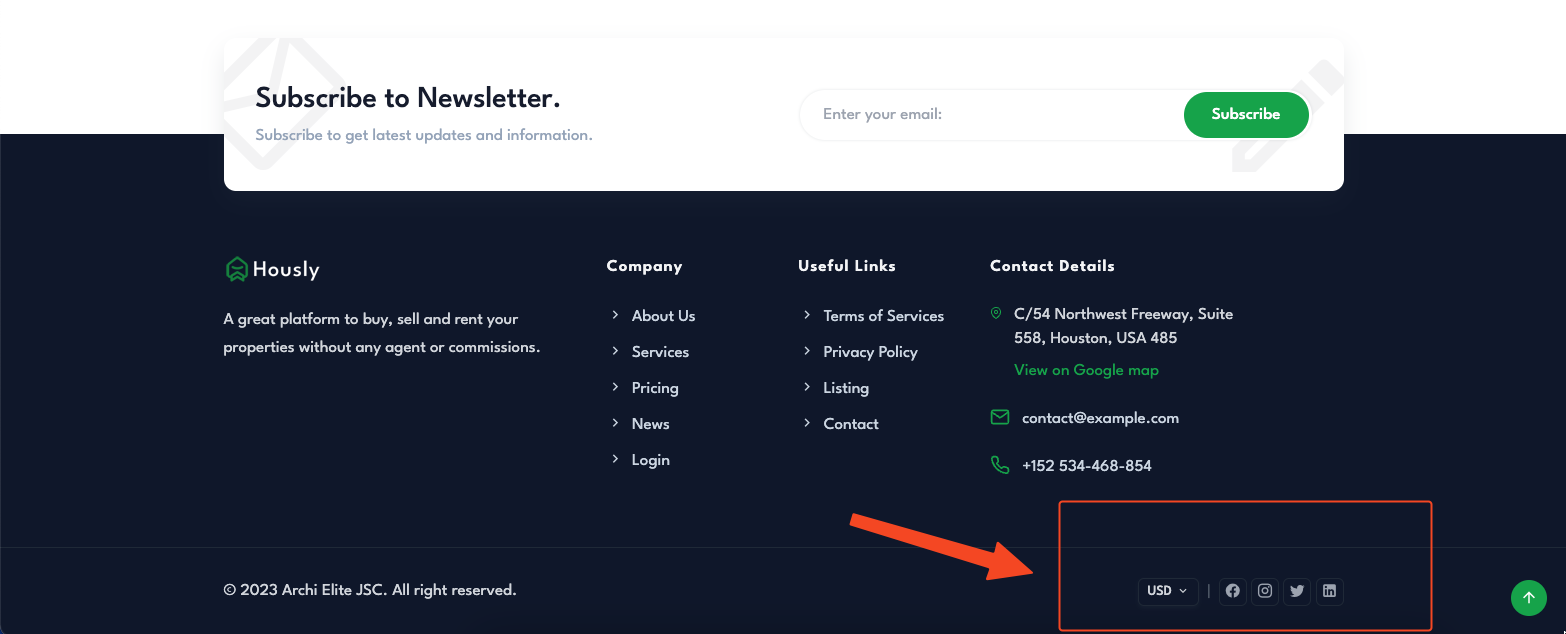 Subscribe to Newsletter.
Subscribe to get latest updates and information.
Enter your email:
Subscribe
Hously
A great platform to buy, sell and rent your
properties without any agent or commissions.
Company
About Us
Services
Pricing
News
Login
Useful Links
Terms of Services
Privacy Policy
Listing
Contact
Contact Details
C/54 Northwest Freeway, Suite
558, Houston, USA 485
View on Google map
contact@example.com
+152 534-468-854
© 2023 Archi Elite JSC. All right reserved.
USD